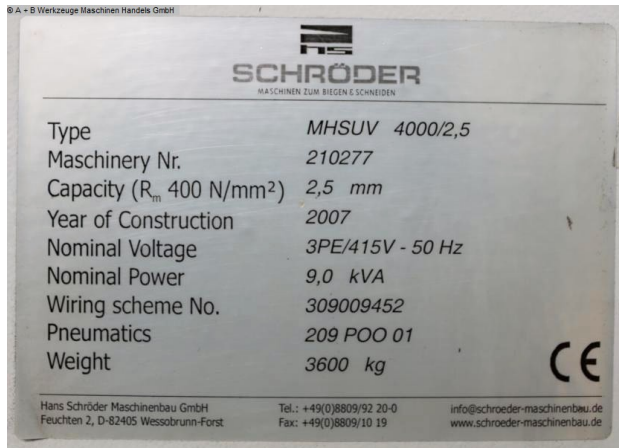 © A + B Werkzeuge Maschinen Handels GmbH
hs
SCHRÖDER
MASCHINEN ZUM BIEGEN & SCHNEIDEN
Type MHSUV 4000/2,5
Maschinery Nr. 210277
Capacity (Rm 400 N/mm²) 2,5 mm
Year of Construction 2007
Nominal Voltage 3PE/415V - 50 Hz
Nominal Power 9,0 kVA
Wiring scheme No. 309009452
Pneumatics 209 POO 01
Weight 3600 kg
CE
Hans Schröder Maschinenbau GmbH Tel.: +49(0)8809/92 20-0 info@schroeder-maschinenbau.de
Feuchten 2, D-82405 Wessobrunn-Forst Fax: +49(0)8809/10 19 www.schroeder-maschinenbau.de